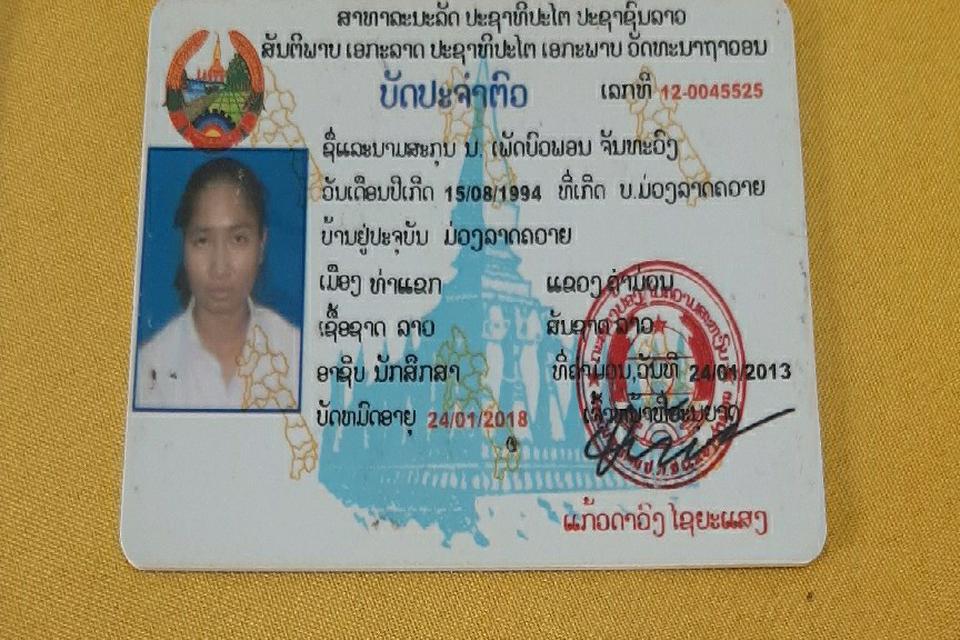 ສາທາລະນະລັດ ປະຊາທິປະໄຕ ປະຊາຊົນລາວ
ສັນຕິພາບ ເອກະລາດ ປະຊາທິປະໄຕ ເອກະພາບ ວັດທະນາຖາວອນ
ບັດປະຈຳຕົວ ເລກທີ 12-0045525
ຊື່ແລະນາມສະກຸນ ນ. ເພັດບົວພອນ ຈັນທະວົງ
ວັນເດືອນປີເກີດ 15/08/1994 ທີ່ເກີດ ບ.ມ່ວງລາດຄວາຍ
ບ້ານຢູ່ປະຈຸບັນ ມ່ວງລາດຄວາຍ
ເມືອງ ທ່າແຂກ ແຂວງ ຄຳມ່ວນ
ເຊື້ອຊາດ ລາວ ສັນຊາດ ລາວ
ອາຊີບ ນັກສຶກສາ ທີ່ຄຳມ່ວນ,ວັນທີ 24/01/2013
ບັດຫມົດອາຍຸ 24/01/2018
ແກ້ວດາວົງ ໄຊຍະແສງ